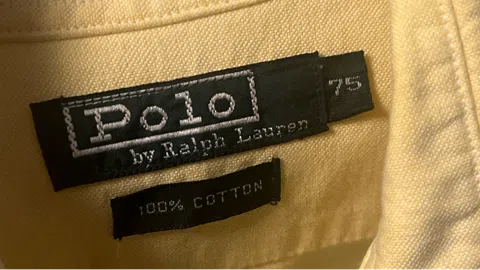 Polo
by Ralph Lauren
75
100% COTTON